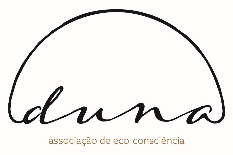 duna
associação de eco-consciência